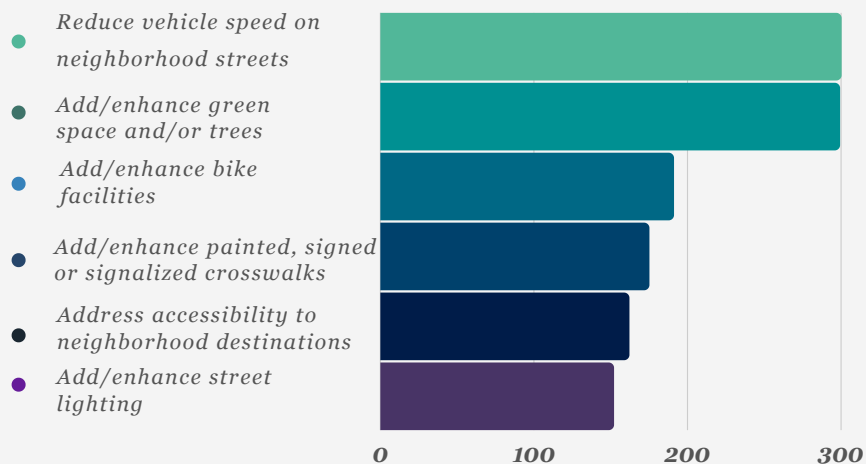 Reduce vehicle speed on
neighborhood streets
Add/enhance green
space and/or trees
Add/enhance bike
facilities
Add/enhance painted, signed
or signalized crosswalks
Address accessibility to
neighborhood destinations
Add/enhance street
lighting
0 100 200 300